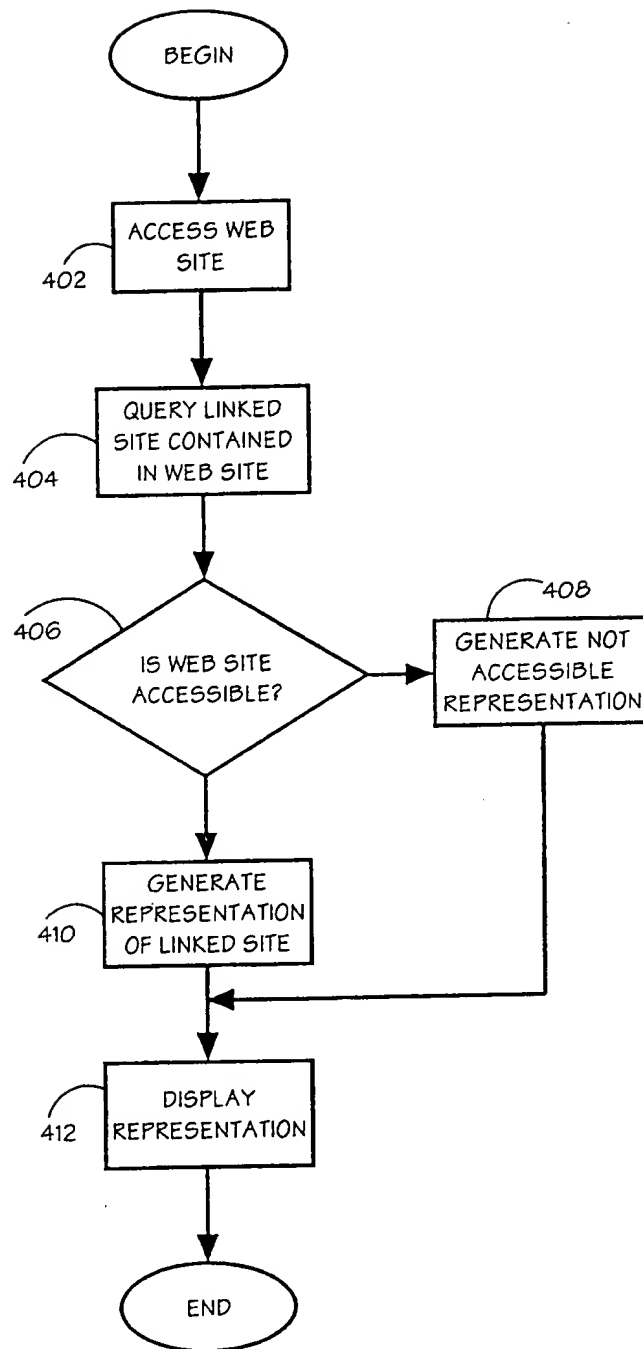 BEGIN
ACCESS WEB
SITE
402
QUERY LINKED
SITE CONTAINED
IN WEB SITE
404
406
IS WEB SITE
ACCESSIBLE?
408
GENERATE NOT
ACCESSIBLE
REPRESENTATION
GENERATE
REPRESENTATION
OF LINKED SITE
410
DISPLAY
REPRESENTATION
412
END